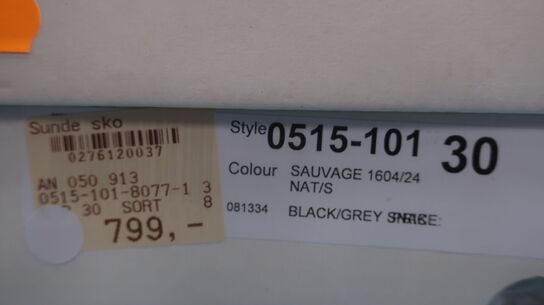 Sunde sko
0276120037
AN 050 913
0515-101-8077-1 3
30 SORT 8
799,-
Style 0515-101 30
Colour SAUVAGE 1604/24
NAT/S
081334 BLACK/GREY